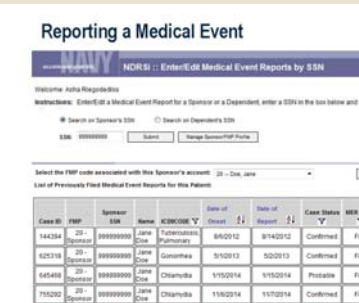 Reporting a Medical Event
NAVY NDRSi :: Enter/Edit Medical Event Reports by SSN
Welcome Asha Riegodedios
Instructions: Enter/Edit a Medical Event Report for a Sponsor or a Dependent, enter a SSN in the box below and
Search on Sponsor's SSN Search on Dependent's SSN
SSN: 999999999 Submit Manage Sponsor/FMP Profile
Select the FMP code associated with this Sponsor's account: 20 -- Doe, Jane
List of Previously Filed Medical Event Reports for this Patient:
Case ID FMP Sponsor SSN Name ICD9CODE Date of Onset Date of Report Case Status MER
144394 20 - Sponsor 999999999 Jane Doe Tuberculosis, Pulmonary 8/6/2012 8/14/2012 Confirmed
625318 20 - Sponsor 999999999 Jane Doe Gonorrhea 5/1/2013 5/2/2013 Confirmed
645468 20 - Sponsor 999999999 Jane Doe Chlamydia 1/15/2014 1/15/2014 Probable
755292 20 - Sponsor 999999999 Jane Doe Chlamydia 11/6/2014 11/7/2014 Confirmed